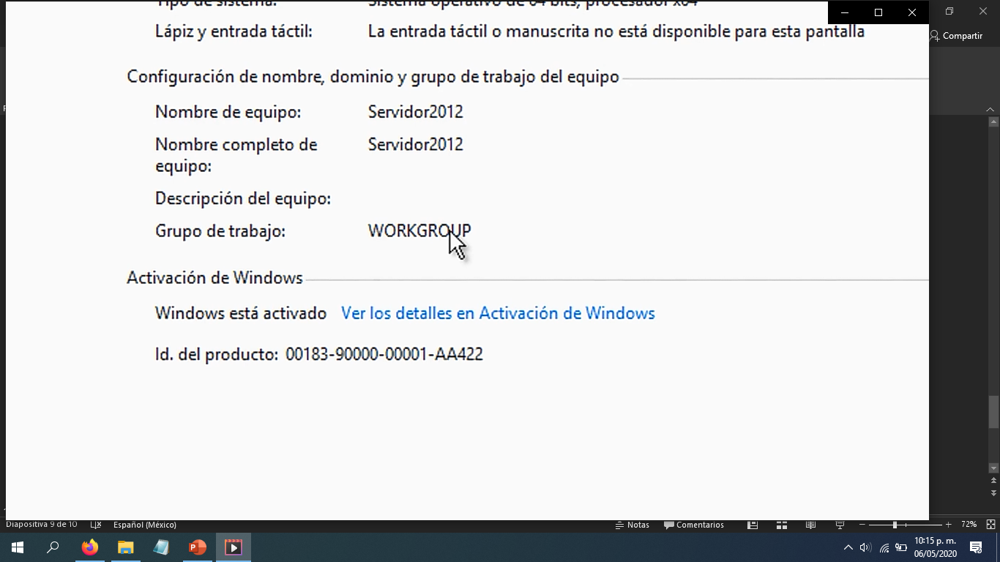 Tipo de sistema: Sistema operativo de 64 bits, procesador x64
Compartir
Lápiz y entrada táctil: La entrada táctil o manuscrita no está disponible para esta pantalla
Configuración de nombre, dominio y grupo de trabajo del equipo
Nombre de equipo: Servidor2012
Nombre completo de Servidor2012
equipo:
Descripción del equipo:
Grupo de trabajo: WORKGROUP
Activación de Windows
Windows está activado Ver los detalles en Activación de Windows
Id. del producto: 00183-90000-00001-AA422
Diapositiva 9 de 10 Español (México) Notas Comentarios 72%
10:15 p. m.
06/05/2020